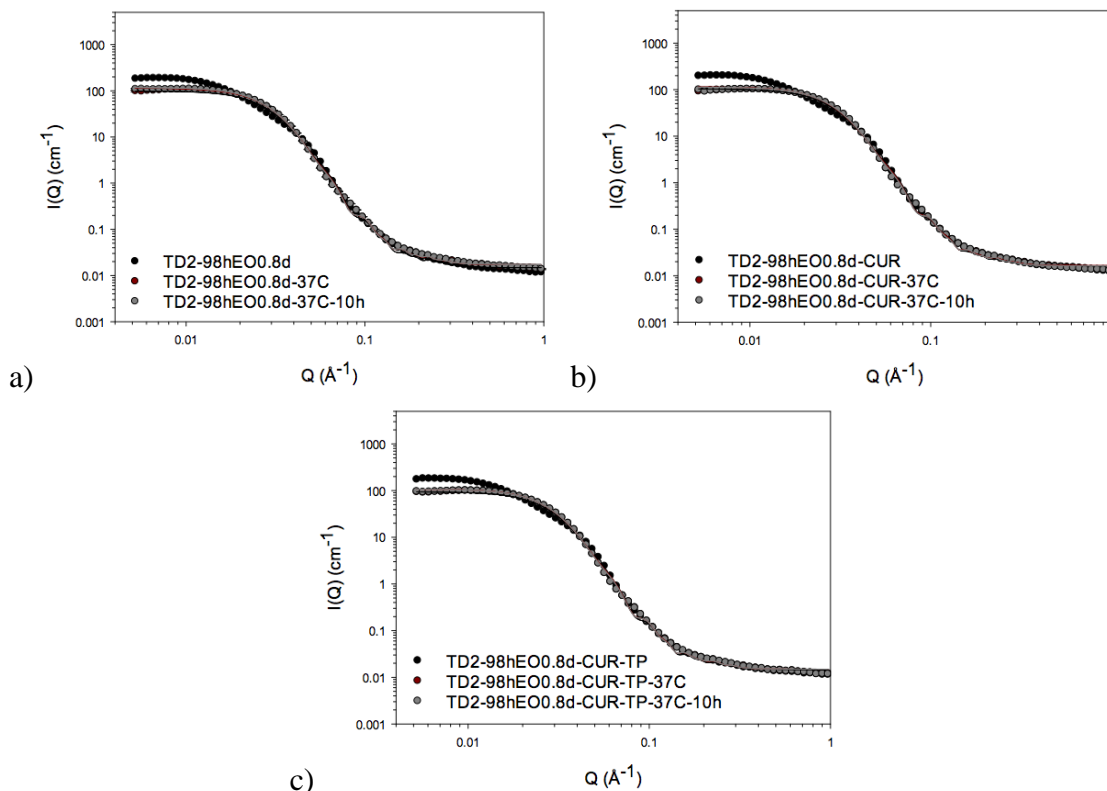 1000
100
10
1
0.1
0.01
0.001
I(Q) (cm⁻¹)
TD2-98hEO0.8d
TD2-98hEO0.8d-37C
TD2-98hEO0.8d-37C-10h
0.01 0.1 1
Q (Å⁻¹)
a)
1000
100
10
1
0.1
0.01
0.001
I(Q) (cm⁻¹)
TD2-98hEO0.8d-CUR
TD2-98hEO0.8d-CUR-37C
TD2-98hEO0.8d-CUR-37C-10h
0.01 0.1
Q (Å⁻¹)
b)
1000
100
10
1
0.1
0.01
0.001
I(Q) (cm⁻¹)
TD2-98hEO0.8d-CUR-TP
TD2-98hEO0.8d-CUR-TP-37C
TD2-98hEO0.8d-CUR-TP-37C-10h
0.01 0.1 1
Q (Å⁻¹)
c)